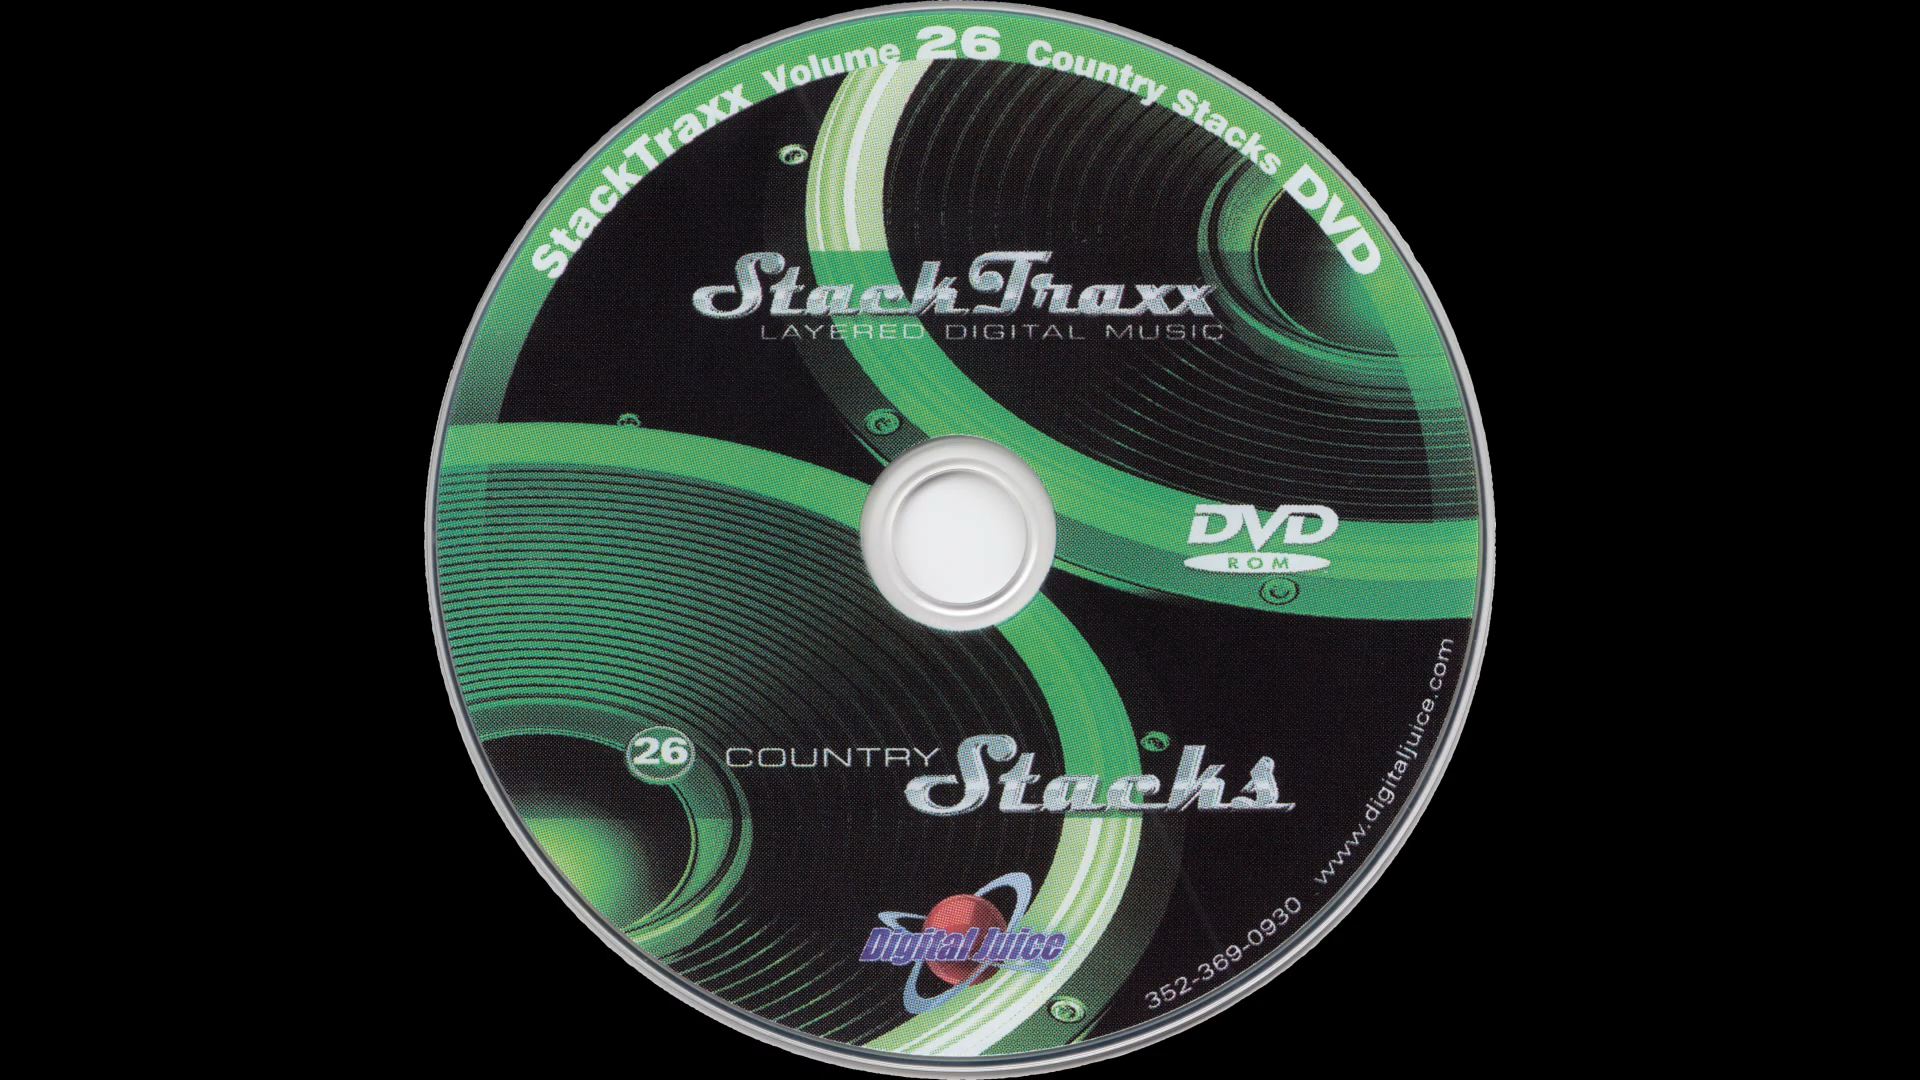 StackTraxx Volume 26 Country Stacks DVD
StackTraxx
LAYERED DIGITAL MUSIC
DVD
ROM
26 COUNTRY Stacks
Digital Juice
352-369-0930
www.digitaljuice.com